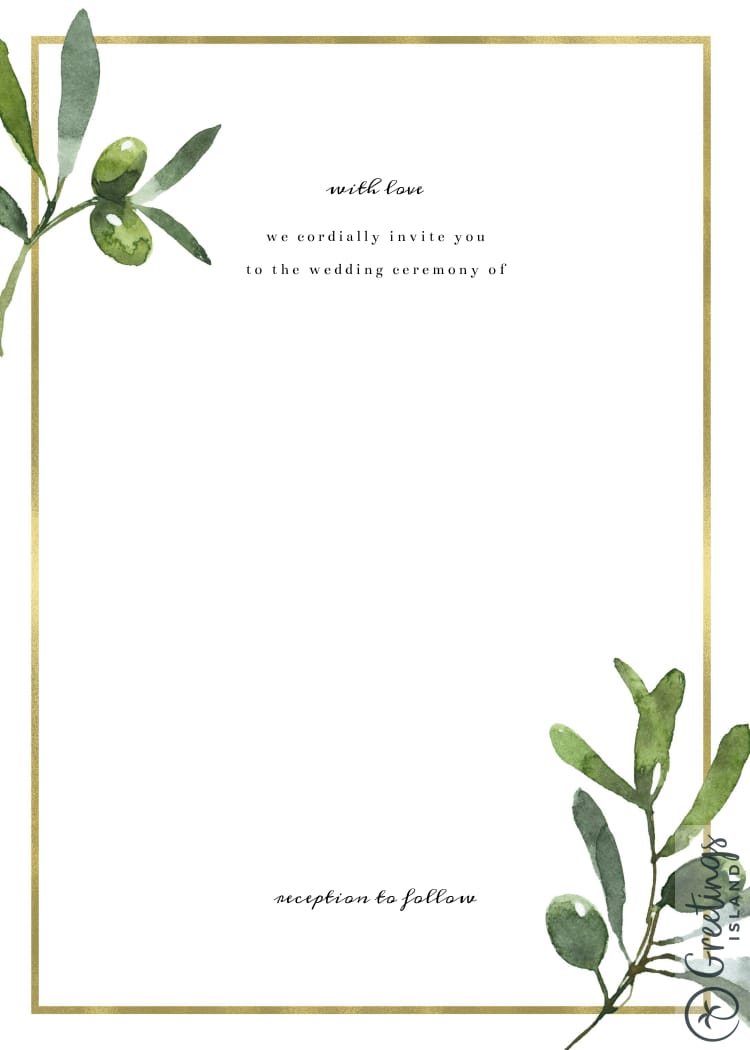 with love
we cordially invite you
to the wedding ceremony of
reception to follow
Greetings
ISLAND